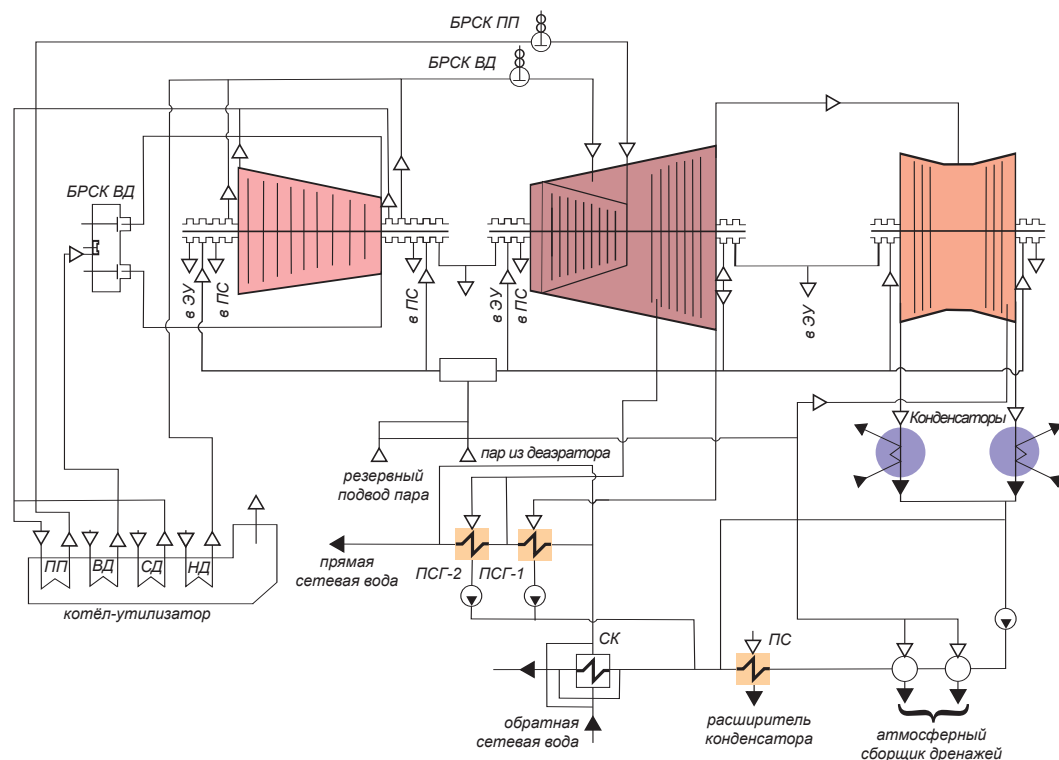 БРСК ПП
БРСК ВД
БРСК ВД
в ЭУ
в ПС
в ПС
в ЭУ
в ПС
в ЭУ
Конденсаторы
пар из деаэратора
резервный
подвод пара
прямая
сетевая вода
ПСГ-2
ПСГ-1
ПП
ВД
СД
НД
котёл-утилизатор
СК
ПС
обратная
сетевая вода
расширитель
конденсатора
атмосферный
сборщик дренажей